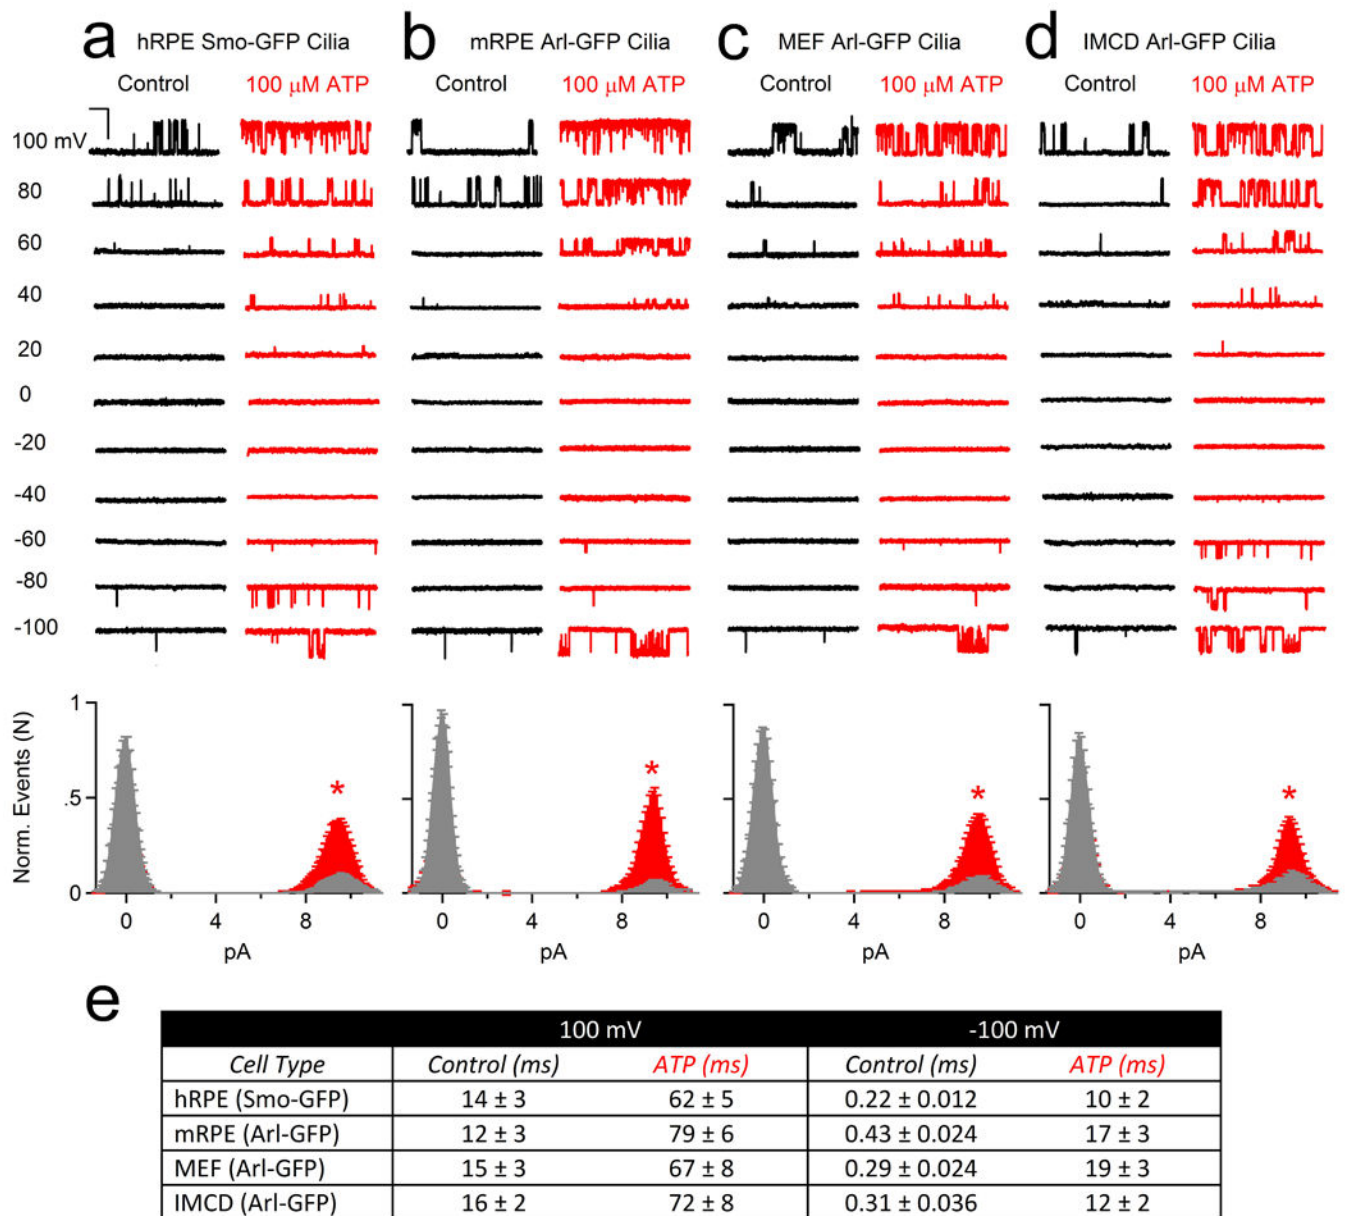 a hRPE Smo-GFP Cilia b mRPE Arl-GFP Cilia c MEF Arl-GFP Cilia d IMCD Arl-GFP Cilia
Control 100 μM ATP Control 100 μM ATP Control 100 μM ATP Control 100 μM ATP
100 mV
80
60
40
20
0
-20
-40
-60
-80
-100
Norm. Events (N)
1
.5
0
* * * *
0 4 8 0 4 8 0 4 8 0 4 8
pA pA pA pA
e
100 mV -100 mV
Cell Type Control (ms) ATP (ms) Control (ms) ATP (ms)
hRPE (Smo-GFP) 14 ± 3 62 ± 5 0.22 ± 0.012 10 ± 2
mRPE (Arl-GFP) 12 ± 3 79 ± 6 0.43 ± 0.024 17 ± 3
MEF (Arl-GFP) 15 ± 3 67 ± 8 0.29 ± 0.024 19 ± 3
IMCD (Arl-GFP) 16 ± 2 72 ± 8 0.31 ± 0.036 12 ± 2